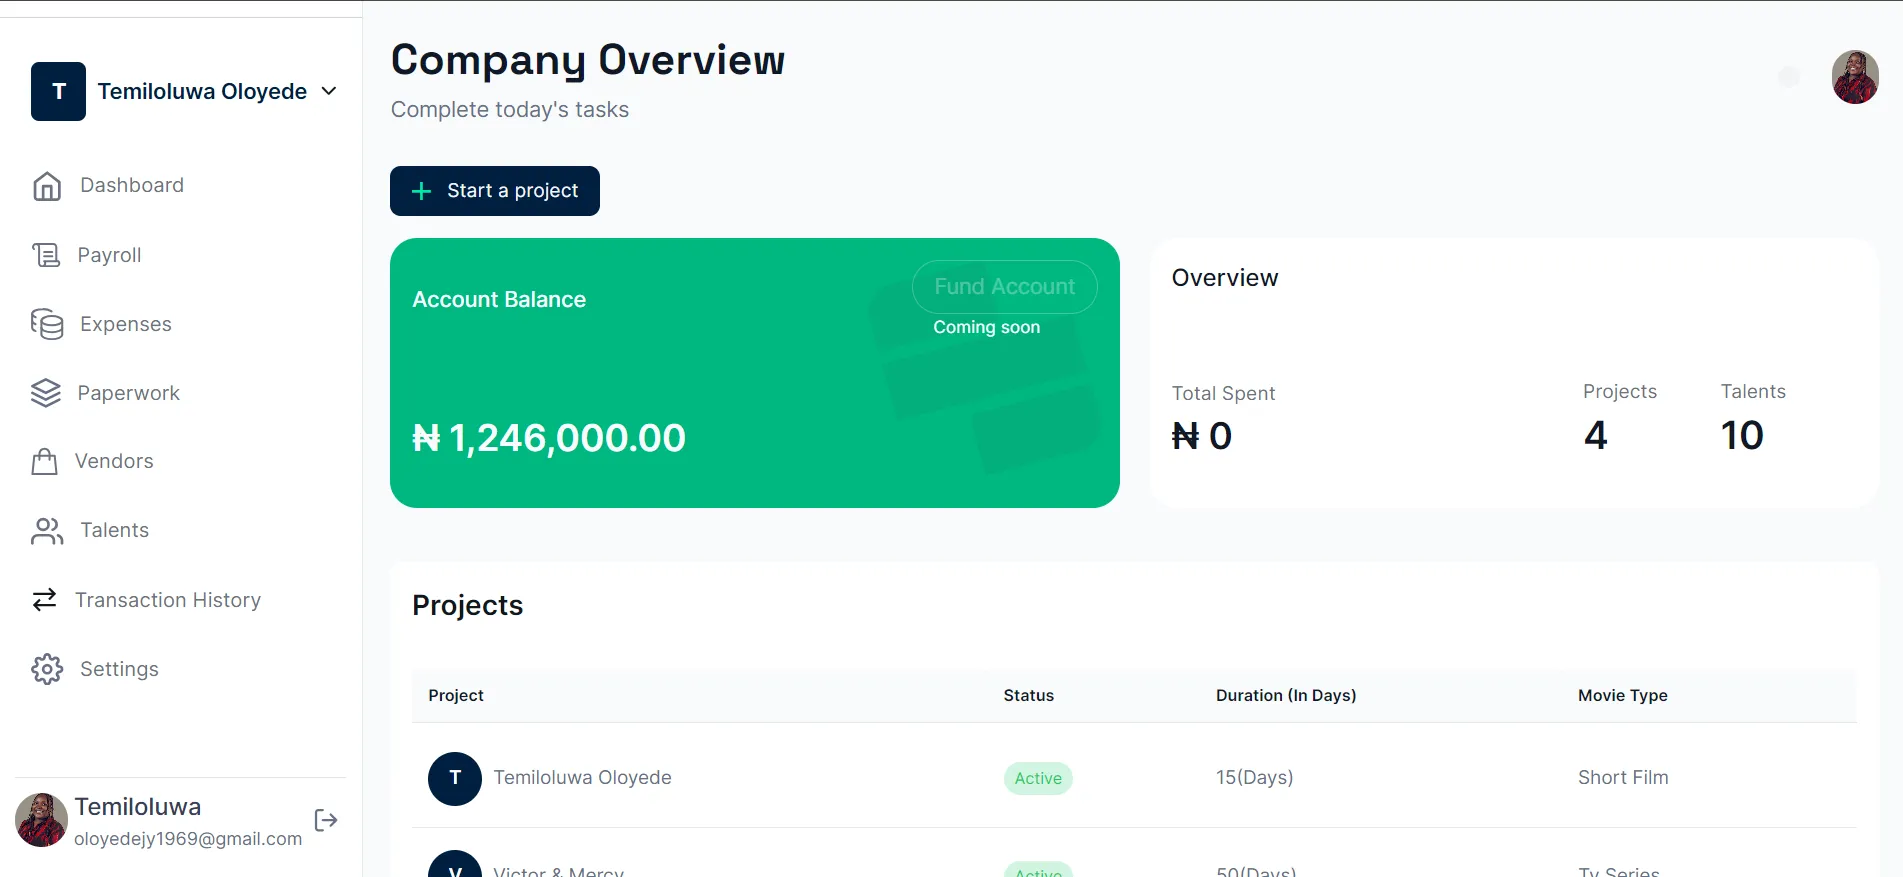 T Temiloluwa Oloyede
Dashboard
Payroll
Expenses
Paperwork
Vendors
Talents
Transaction History
Settings
Temiloluwa
oloyedejy1969@gmail.com
Company Overview
Complete today's tasks
Start a project
Account Balance
Fund Account
Coming soon
₦ 1,246,000.00
Overview
Total Spent
₦ 0
Projects
4
Talents
10
Projects
Project Status Duration (In Days) Movie Type
T Temiloluwa Oloyede Active 15(Days) Short Film
V Victor & Mercy Active 50(Days) Tv Series